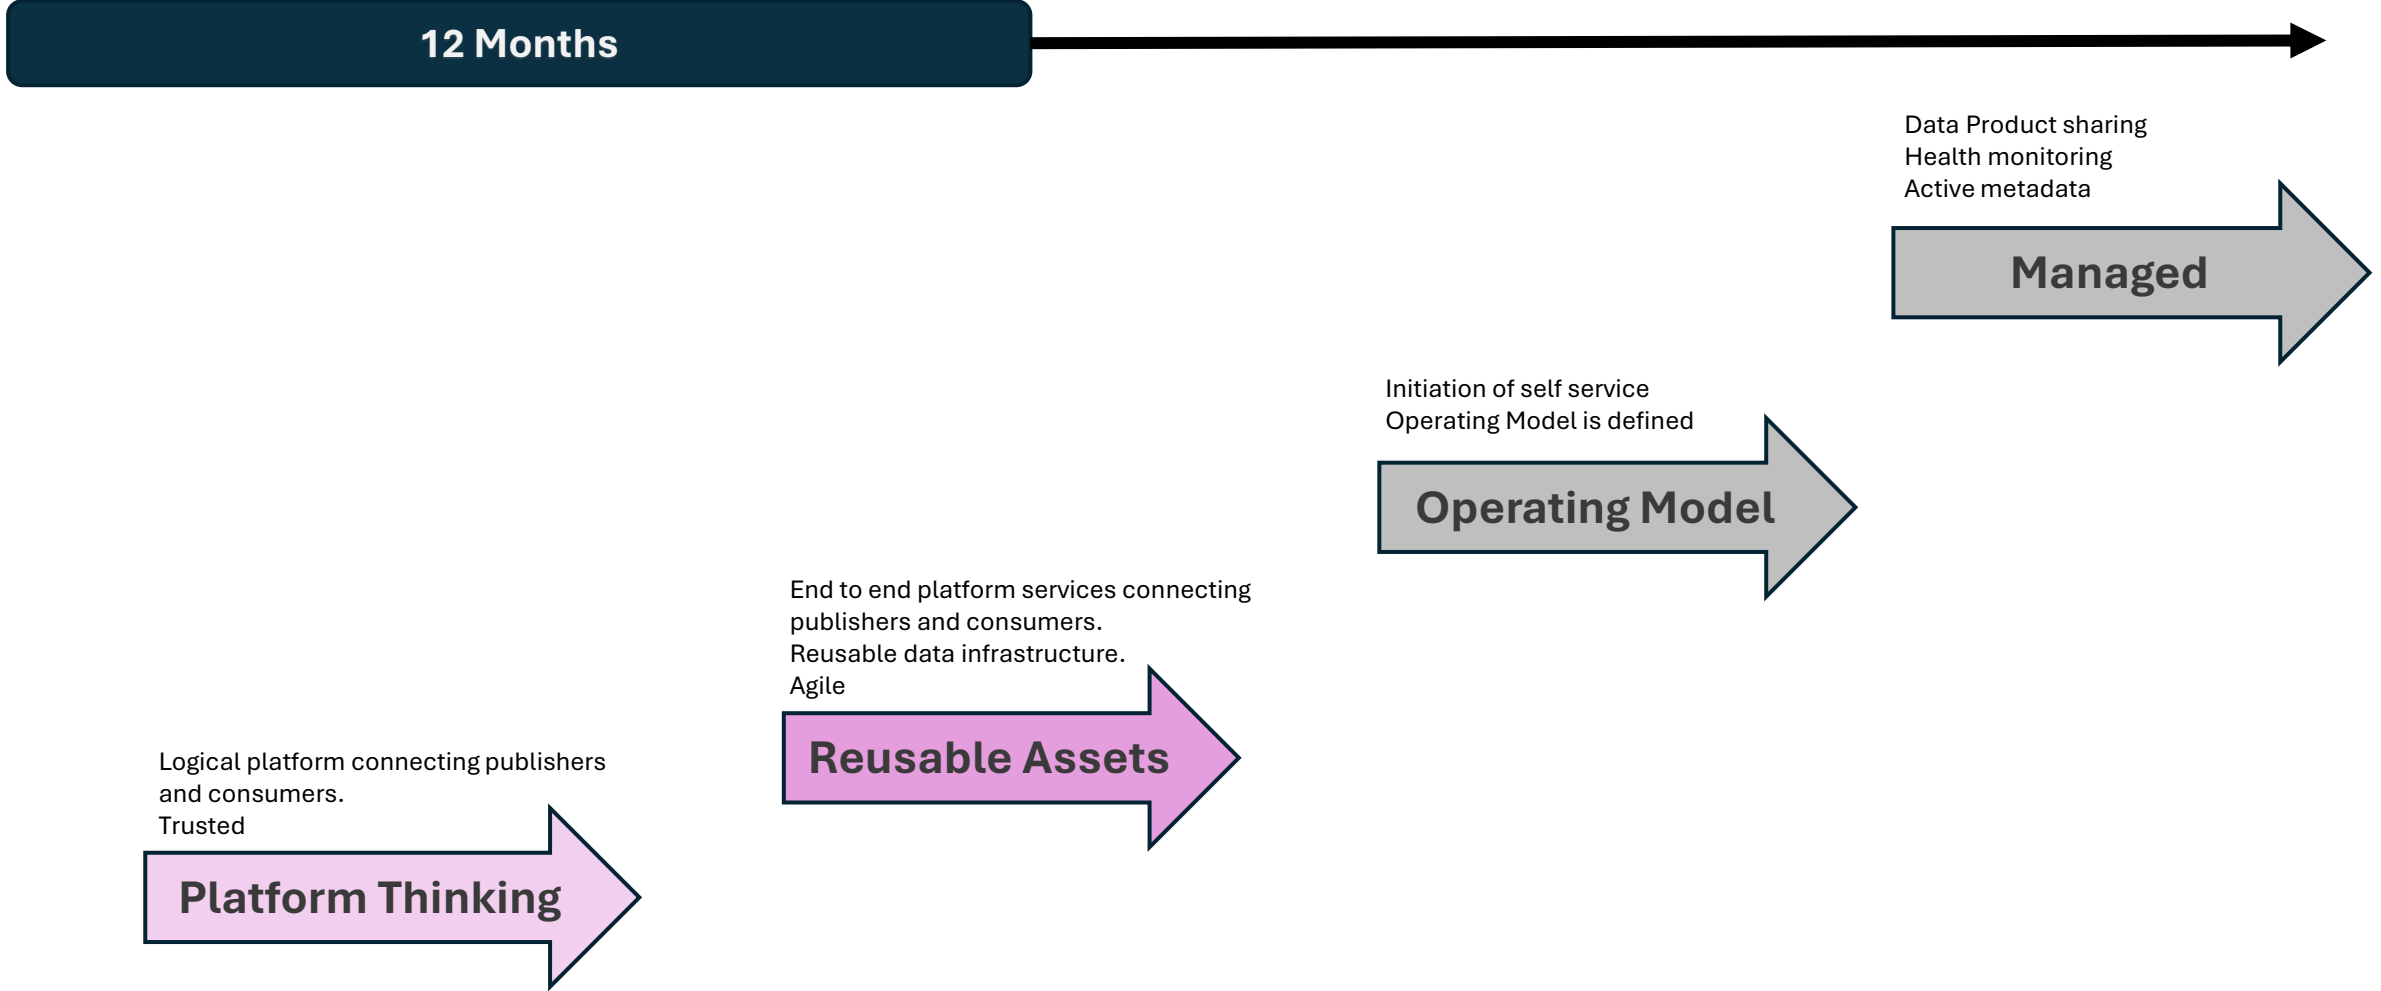 12 Months
Data Product sharing
Health monitoring
Active metadata
Managed
Initiation of self service
Operating Model is defined
Operating Model
End to end platform services connecting
publishers and consumers.
Reusable data infrastructure.
Agile
Reusable Assets
Logical platform connecting publishers
and consumers.
Trusted
Platform Thinking